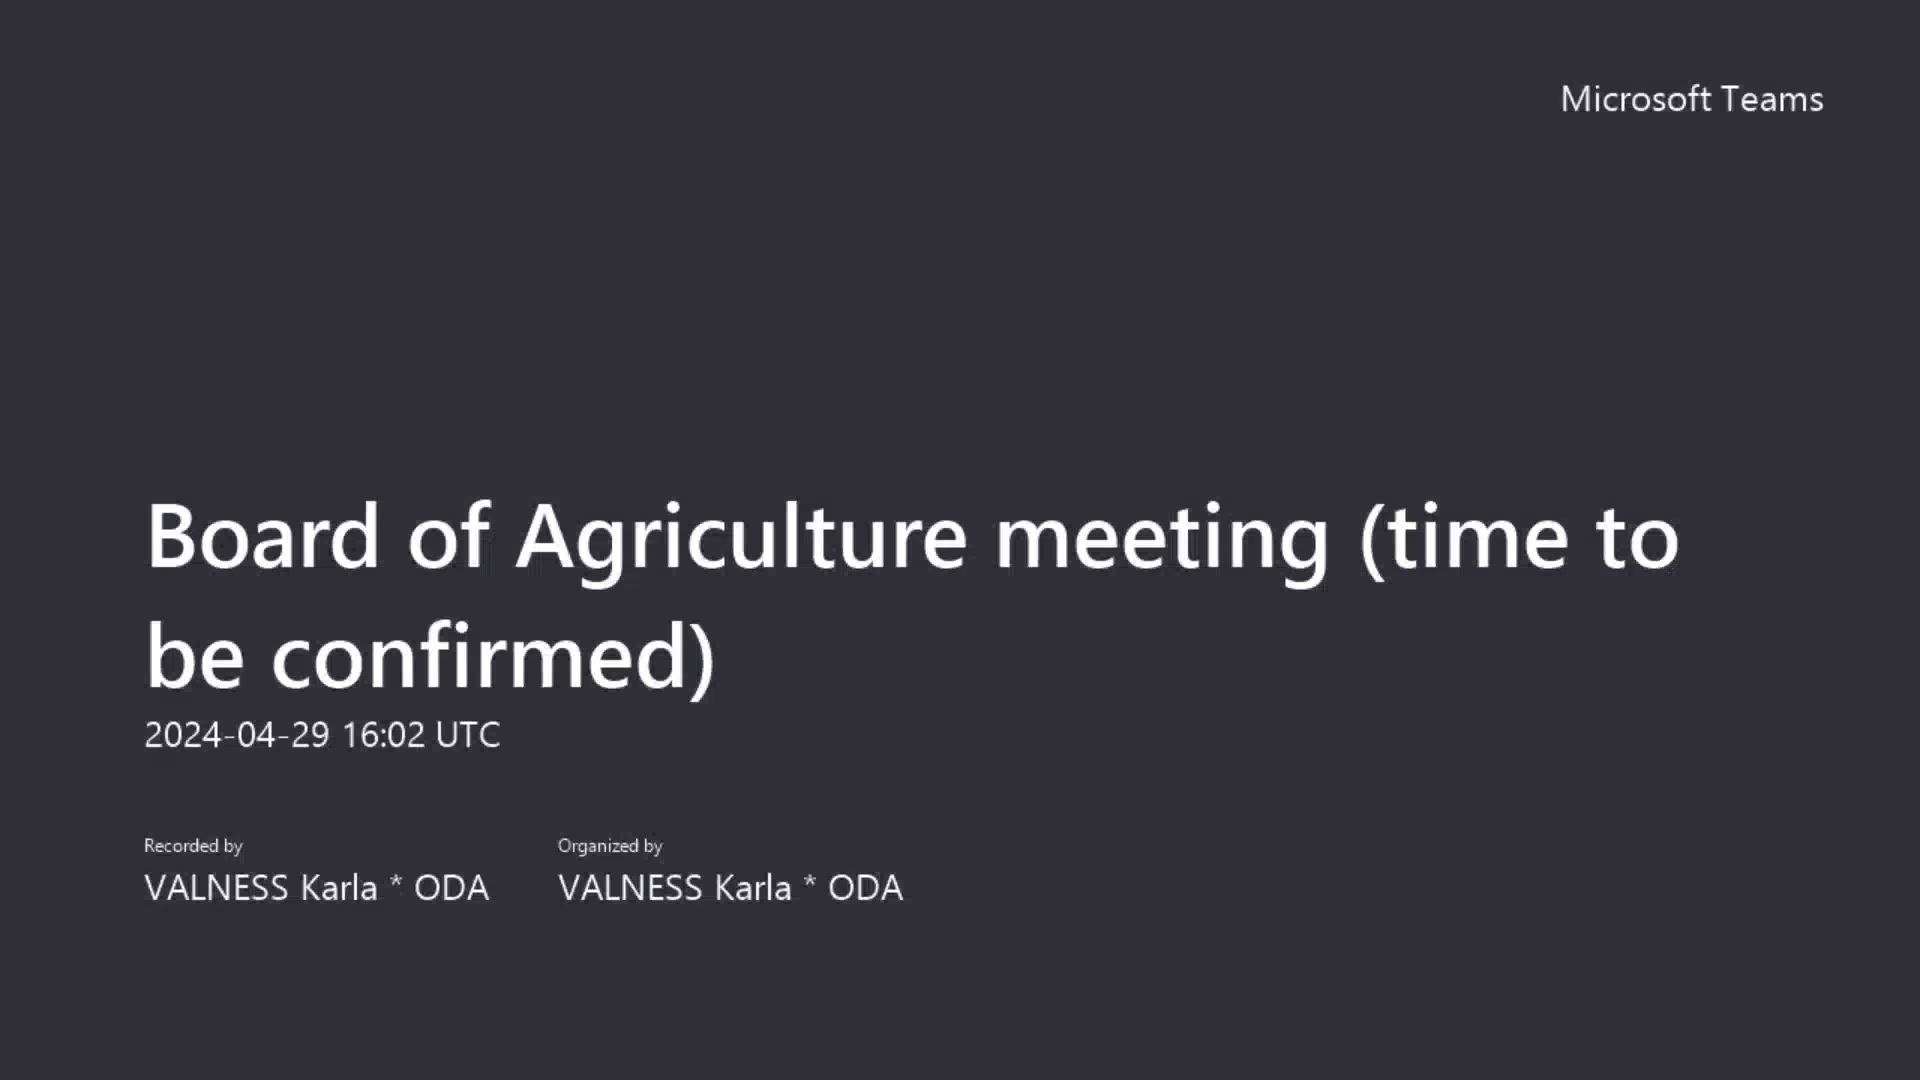 Microsoft Teams
Board of Agriculture meeting (time to
be confirmed)
2024-04-29 16:02 UTC
Recorded by
VALNESS Karla * ODA
Organized by
VALNESS Karla * ODA